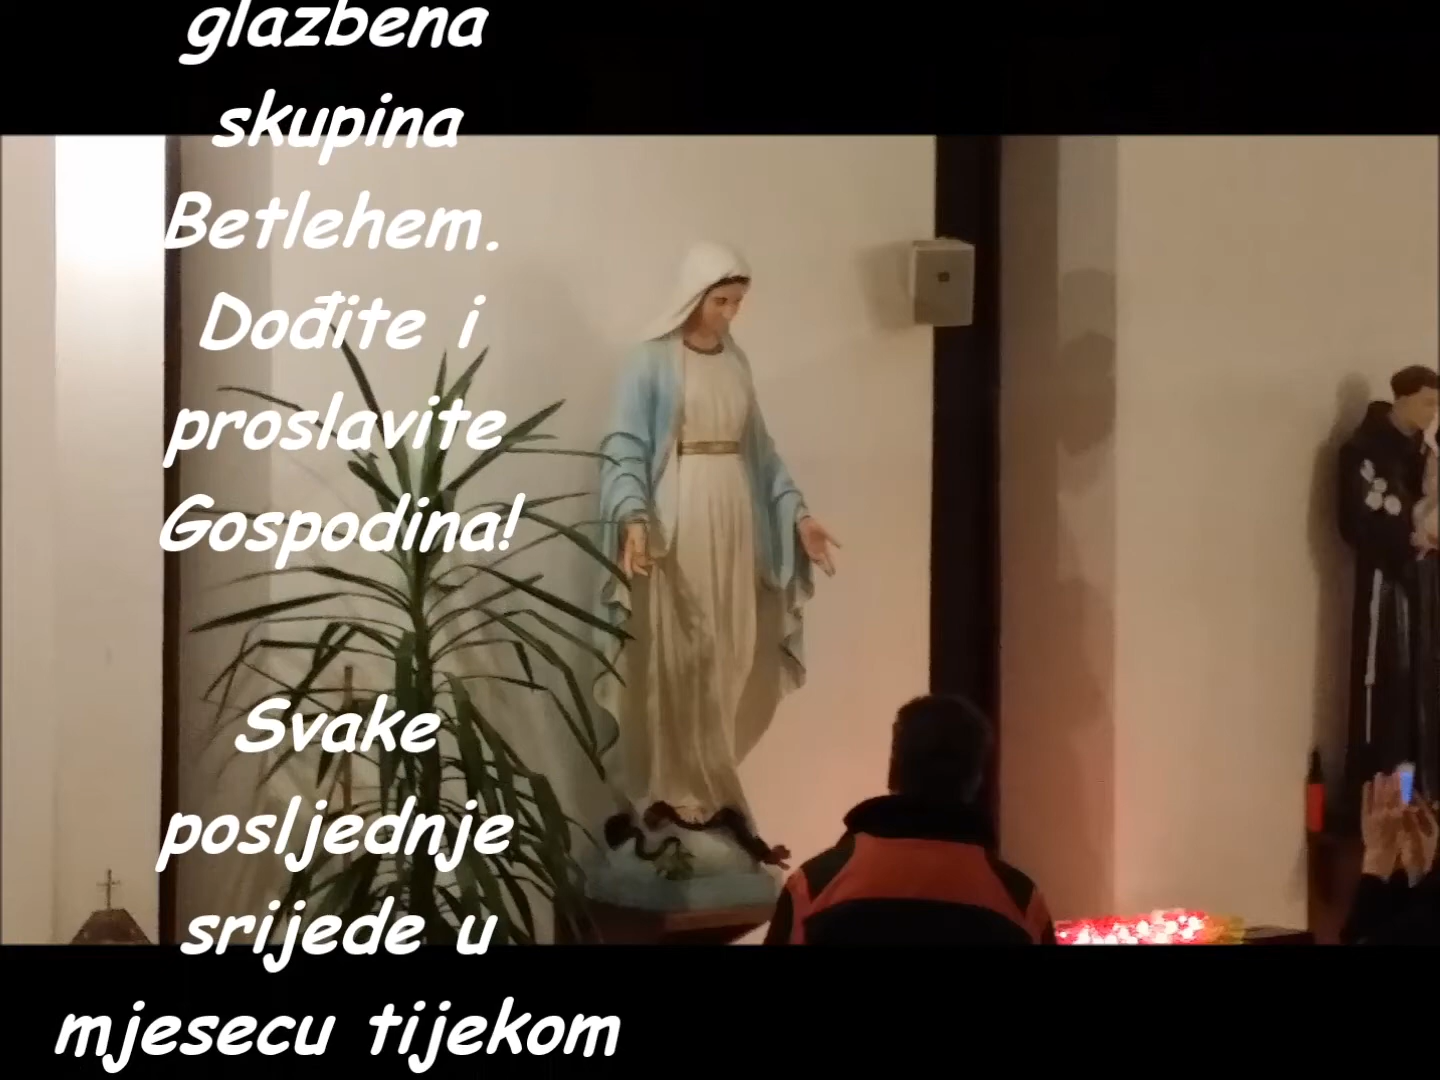 glazbena
skupina
Betlehem.
Dođite i
proslavite
Gospodina!
Svake
posljednje
srijede u
mjesecu tijekom